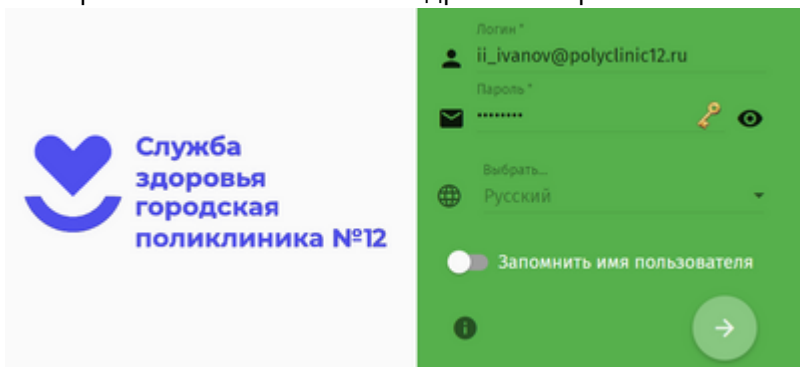 Служба
здоровья
городская
поликлиника №12
Логин *
ii_ivanov@polyclinic12.ru
Пароль *
••••••••
Выбрать...
Русский
Запомнить имя пользователя